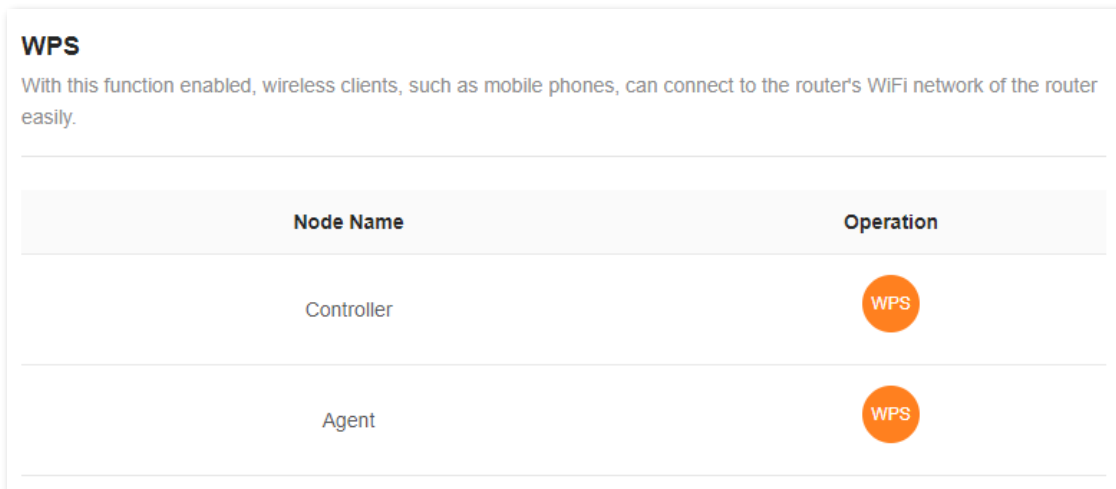 WPS
With this function enabled, wireless clients, such as mobile phones, can connect to the router's WiFi network of the router
easily.
Node Name Operation
Controller WPS
Agent WPS